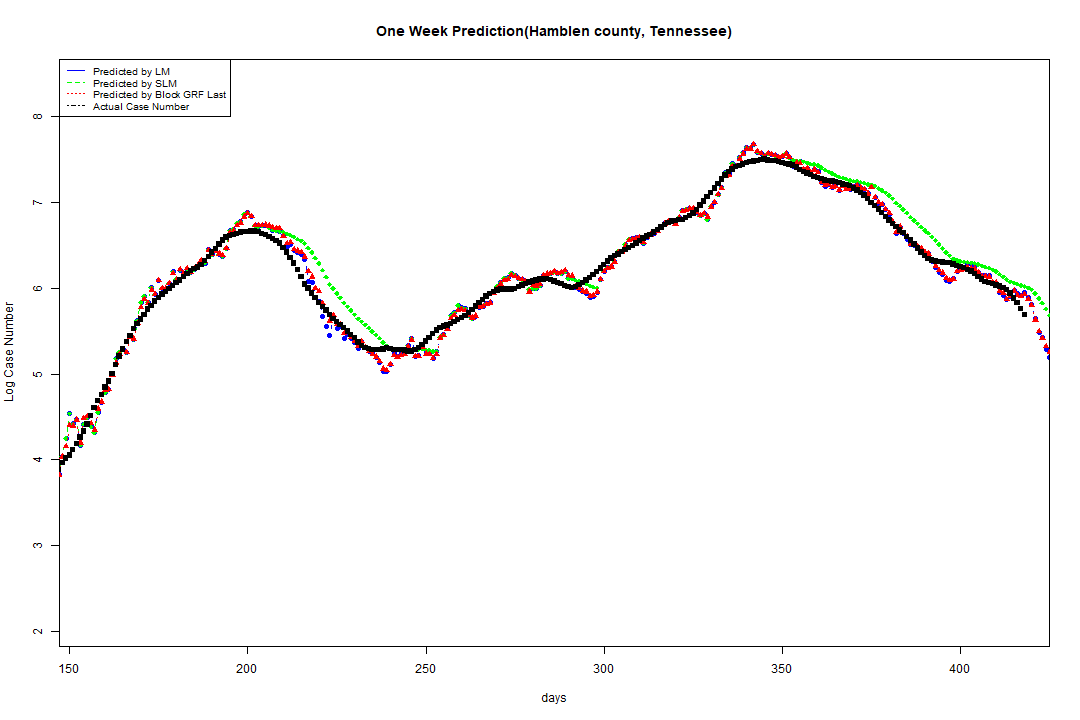 One Week Prediction(Hamblen county, Tennessee)
Predicted by LM
Predicted by SLM
Predicted by Block GRF Last
Actual Case Number
8
7
6
5
4
3
2
Log Case Number
150 200 250 300 350 400
days